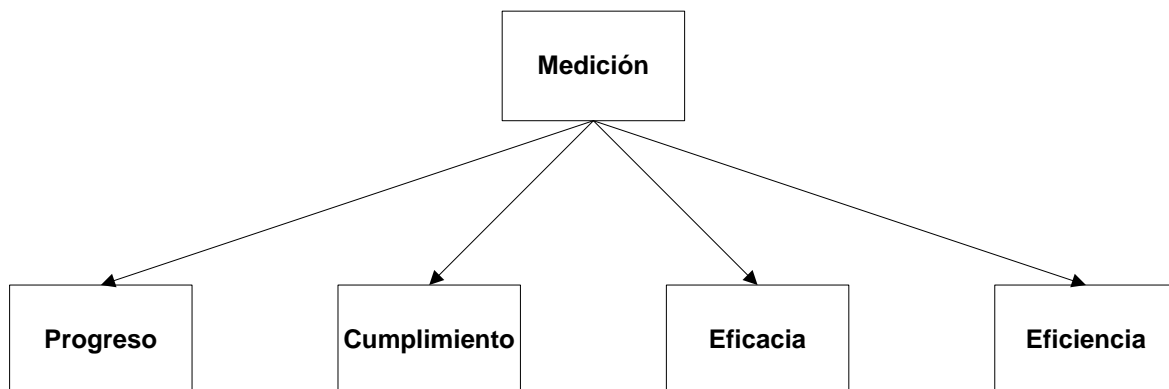 Medición
Progreso
Cumplimiento
Eficacia
Eficiencia